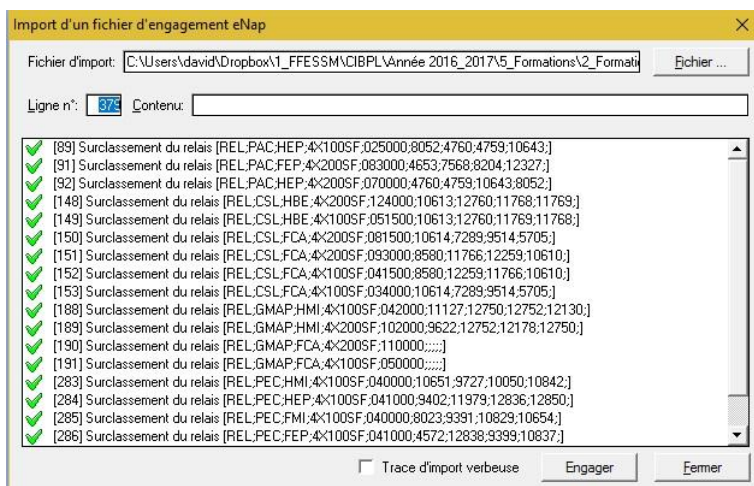 Import d'un fichier d'engagement eNap
Fichier d'import: C:\Users\david\Dropbox\1_FFESSM\CIBPL\Année 2016_2017\5_Formations\2_Formati Fichier ...
Ligne n°: 379 Contenu:
[89] Surclassement du relais [REL;PAC;HEP;4X100SF;025000;8052;4760;4759;10643;]
[91] Surclassement du relais [REL;PAC;FEP;4X200SF;083000;4653;7568;8204;12327;]
[92] Surclassement du relais [REL;PAC;HEP;4X200SF;070000;4760;4759;10643;8052;]
[148] Surclassement du relais [REL;CSL;HBE;4X200SF;124000;10613;12760;11768;11769;]
[149] Surclassement du relais [REL;CSL;HBE;4X100SF;051500;10613;12760;11769;11768;]
[150] Surclassement du relais [REL;CSL;FCA;4X200SF;081500;10614;7289;9514;5705;]
[151] Surclassement du relais [REL;CSL;FCA;4X200SF;093000;8580;11766;12259;10610;]
[152] Surclassement du relais [REL;CSL;FCA;4X100SF;041500;8580;12259;11766;10610;]
[153] Surclassement du relais [REL;CSL;FCA;4X100SF;034000;10614;7289;9514;5705;]
[188] Surclassement du relais [REL;GMAP;HMI;4X100SF;042000;11127;12750;12752;12130;]
[189] Surclassement du relais [REL;GMAP;HMI;4X200SF;102000;9622;12752;12178;12750;]
[190] Surclassement du relais [REL;GMAP;FCA;4X200SF;110000;;;;;]
[191] Surclassement du relais [REL;GMAP;FCA;4X100SF;050000;;;;;]
[283] Surclassement du relais [REL;PEC;HMI;4X100SF;040000;10651;9727;10050;10842;]
[284] Surclassement du relais [REL;PEC;HEP;4X100SF;041000;9402;11979;12836;12850;]
[285] Surclassement du relais [REL;PEC;FMI;4X100SF;040000;8023;9391;10829;10654;]
[286] Surclassement du relais [REL;PEC;FEP;4X100SF;041000;4572;12838;9399;10837;]
Trace d'import verbeuse Engager Fermer